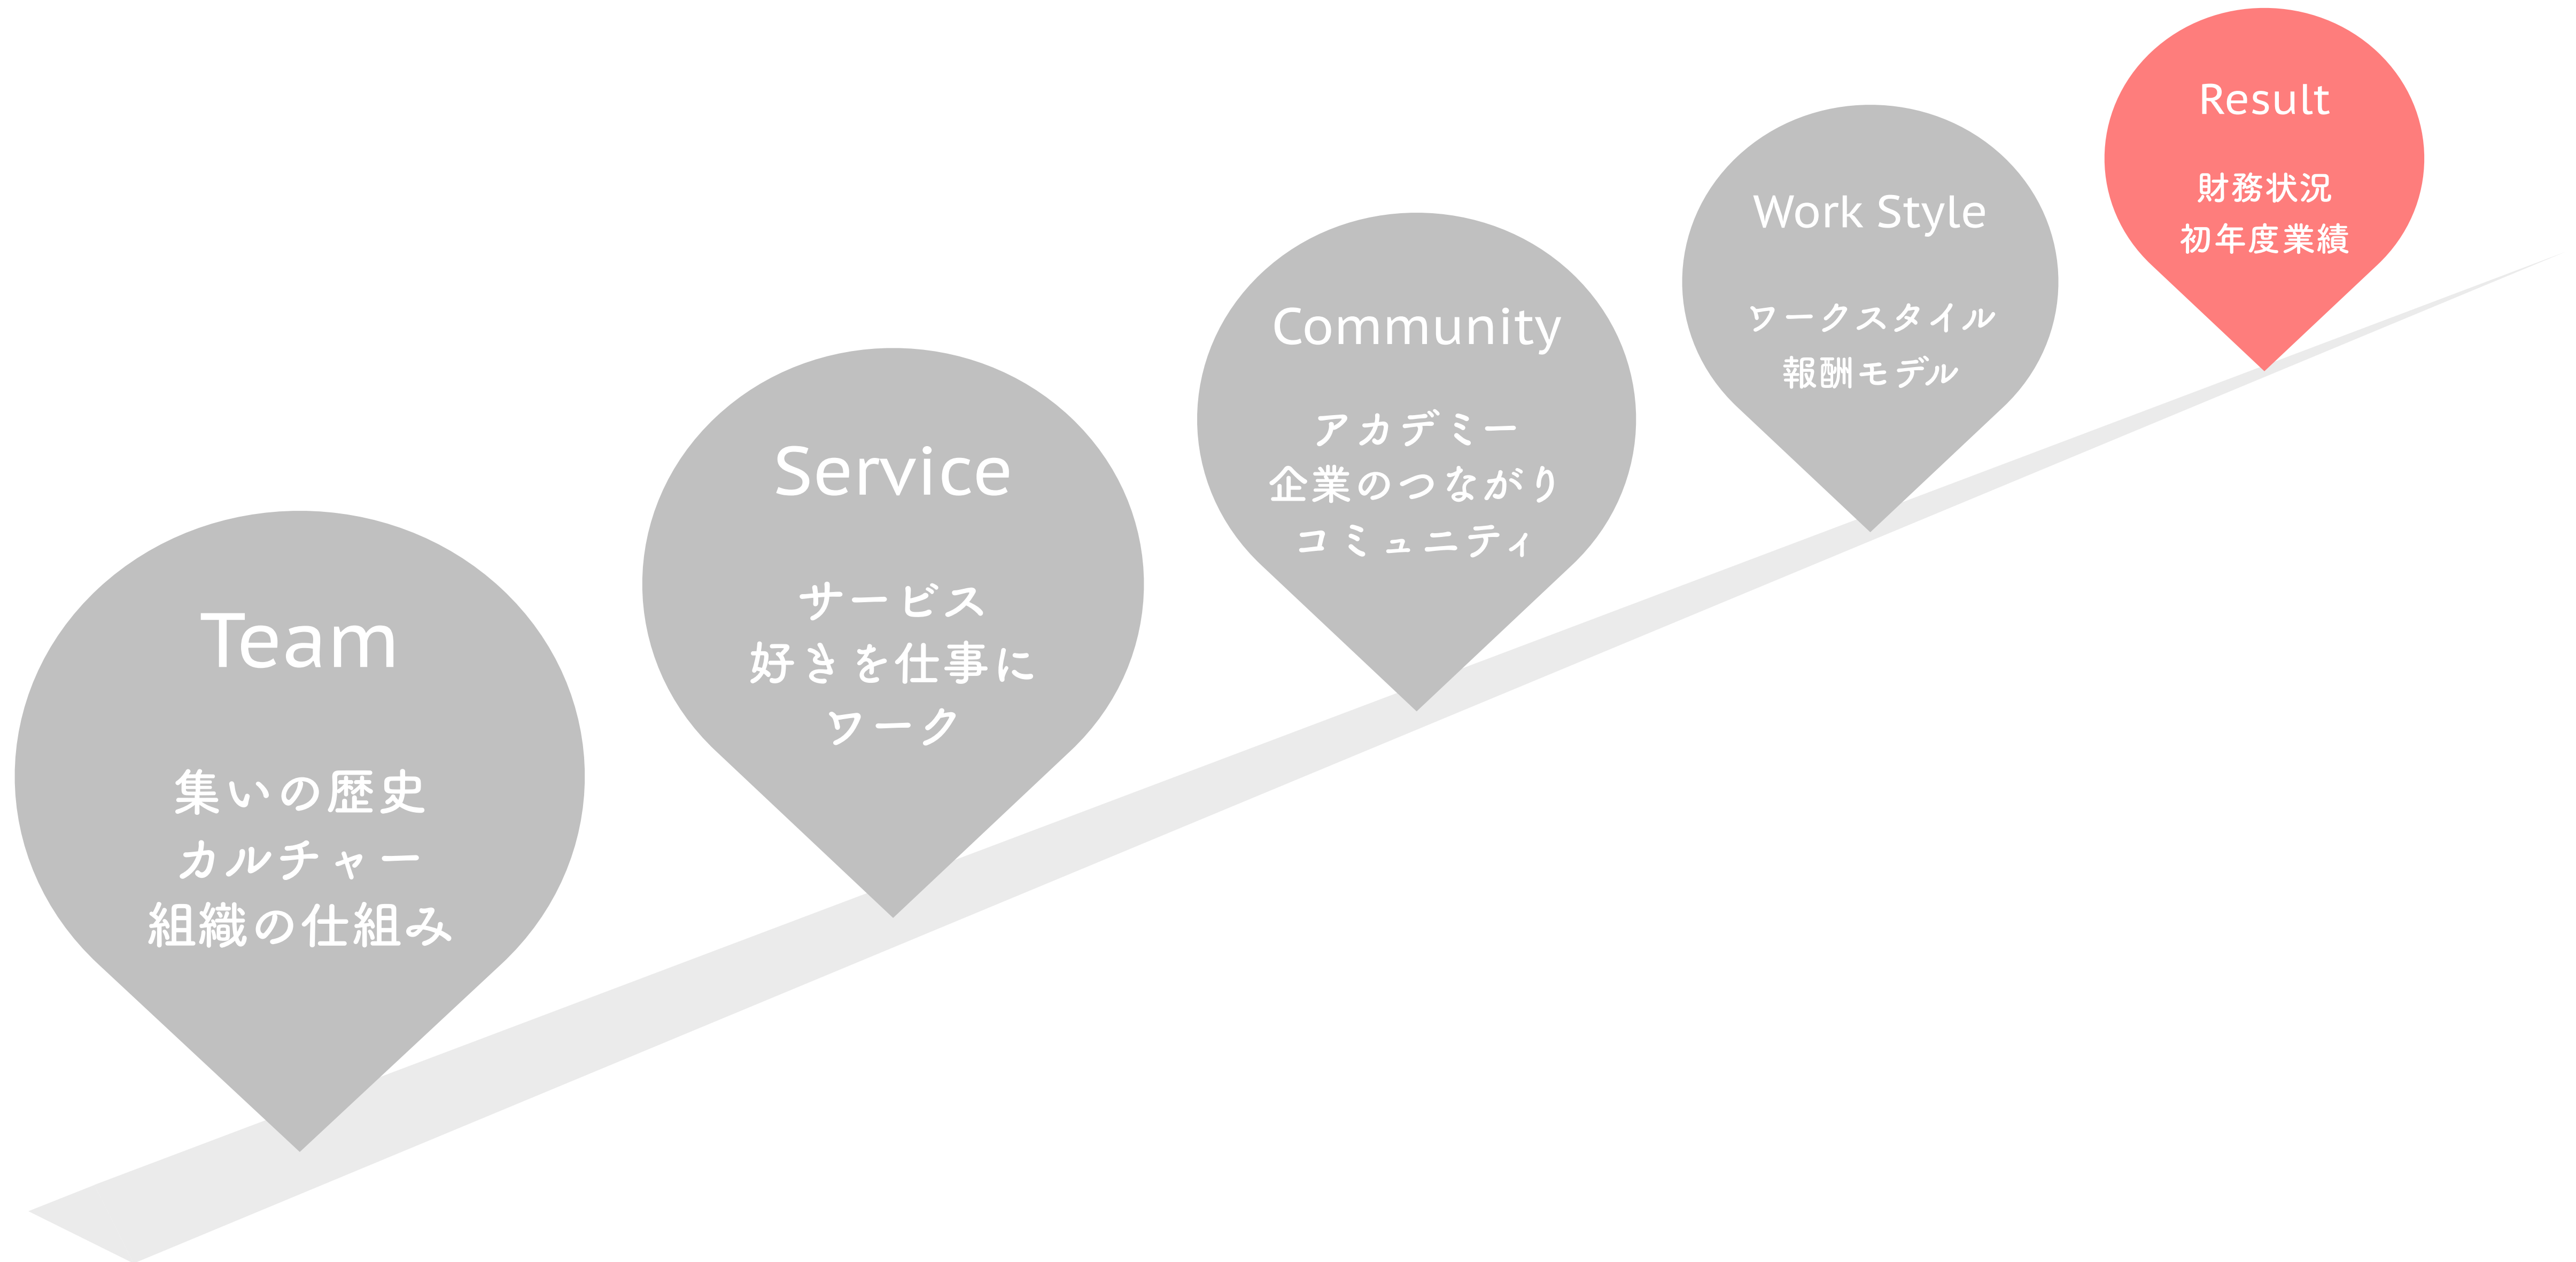 Team
集いの歴史
カルチャー
組織の仕組み
Service
サービス
好きを仕事に
ワーク
Community
アカデミー
企業のつながり
コミュニティ
Work Style
ワークスタイル
報酬モデル
Result
財務状況
初年度業績